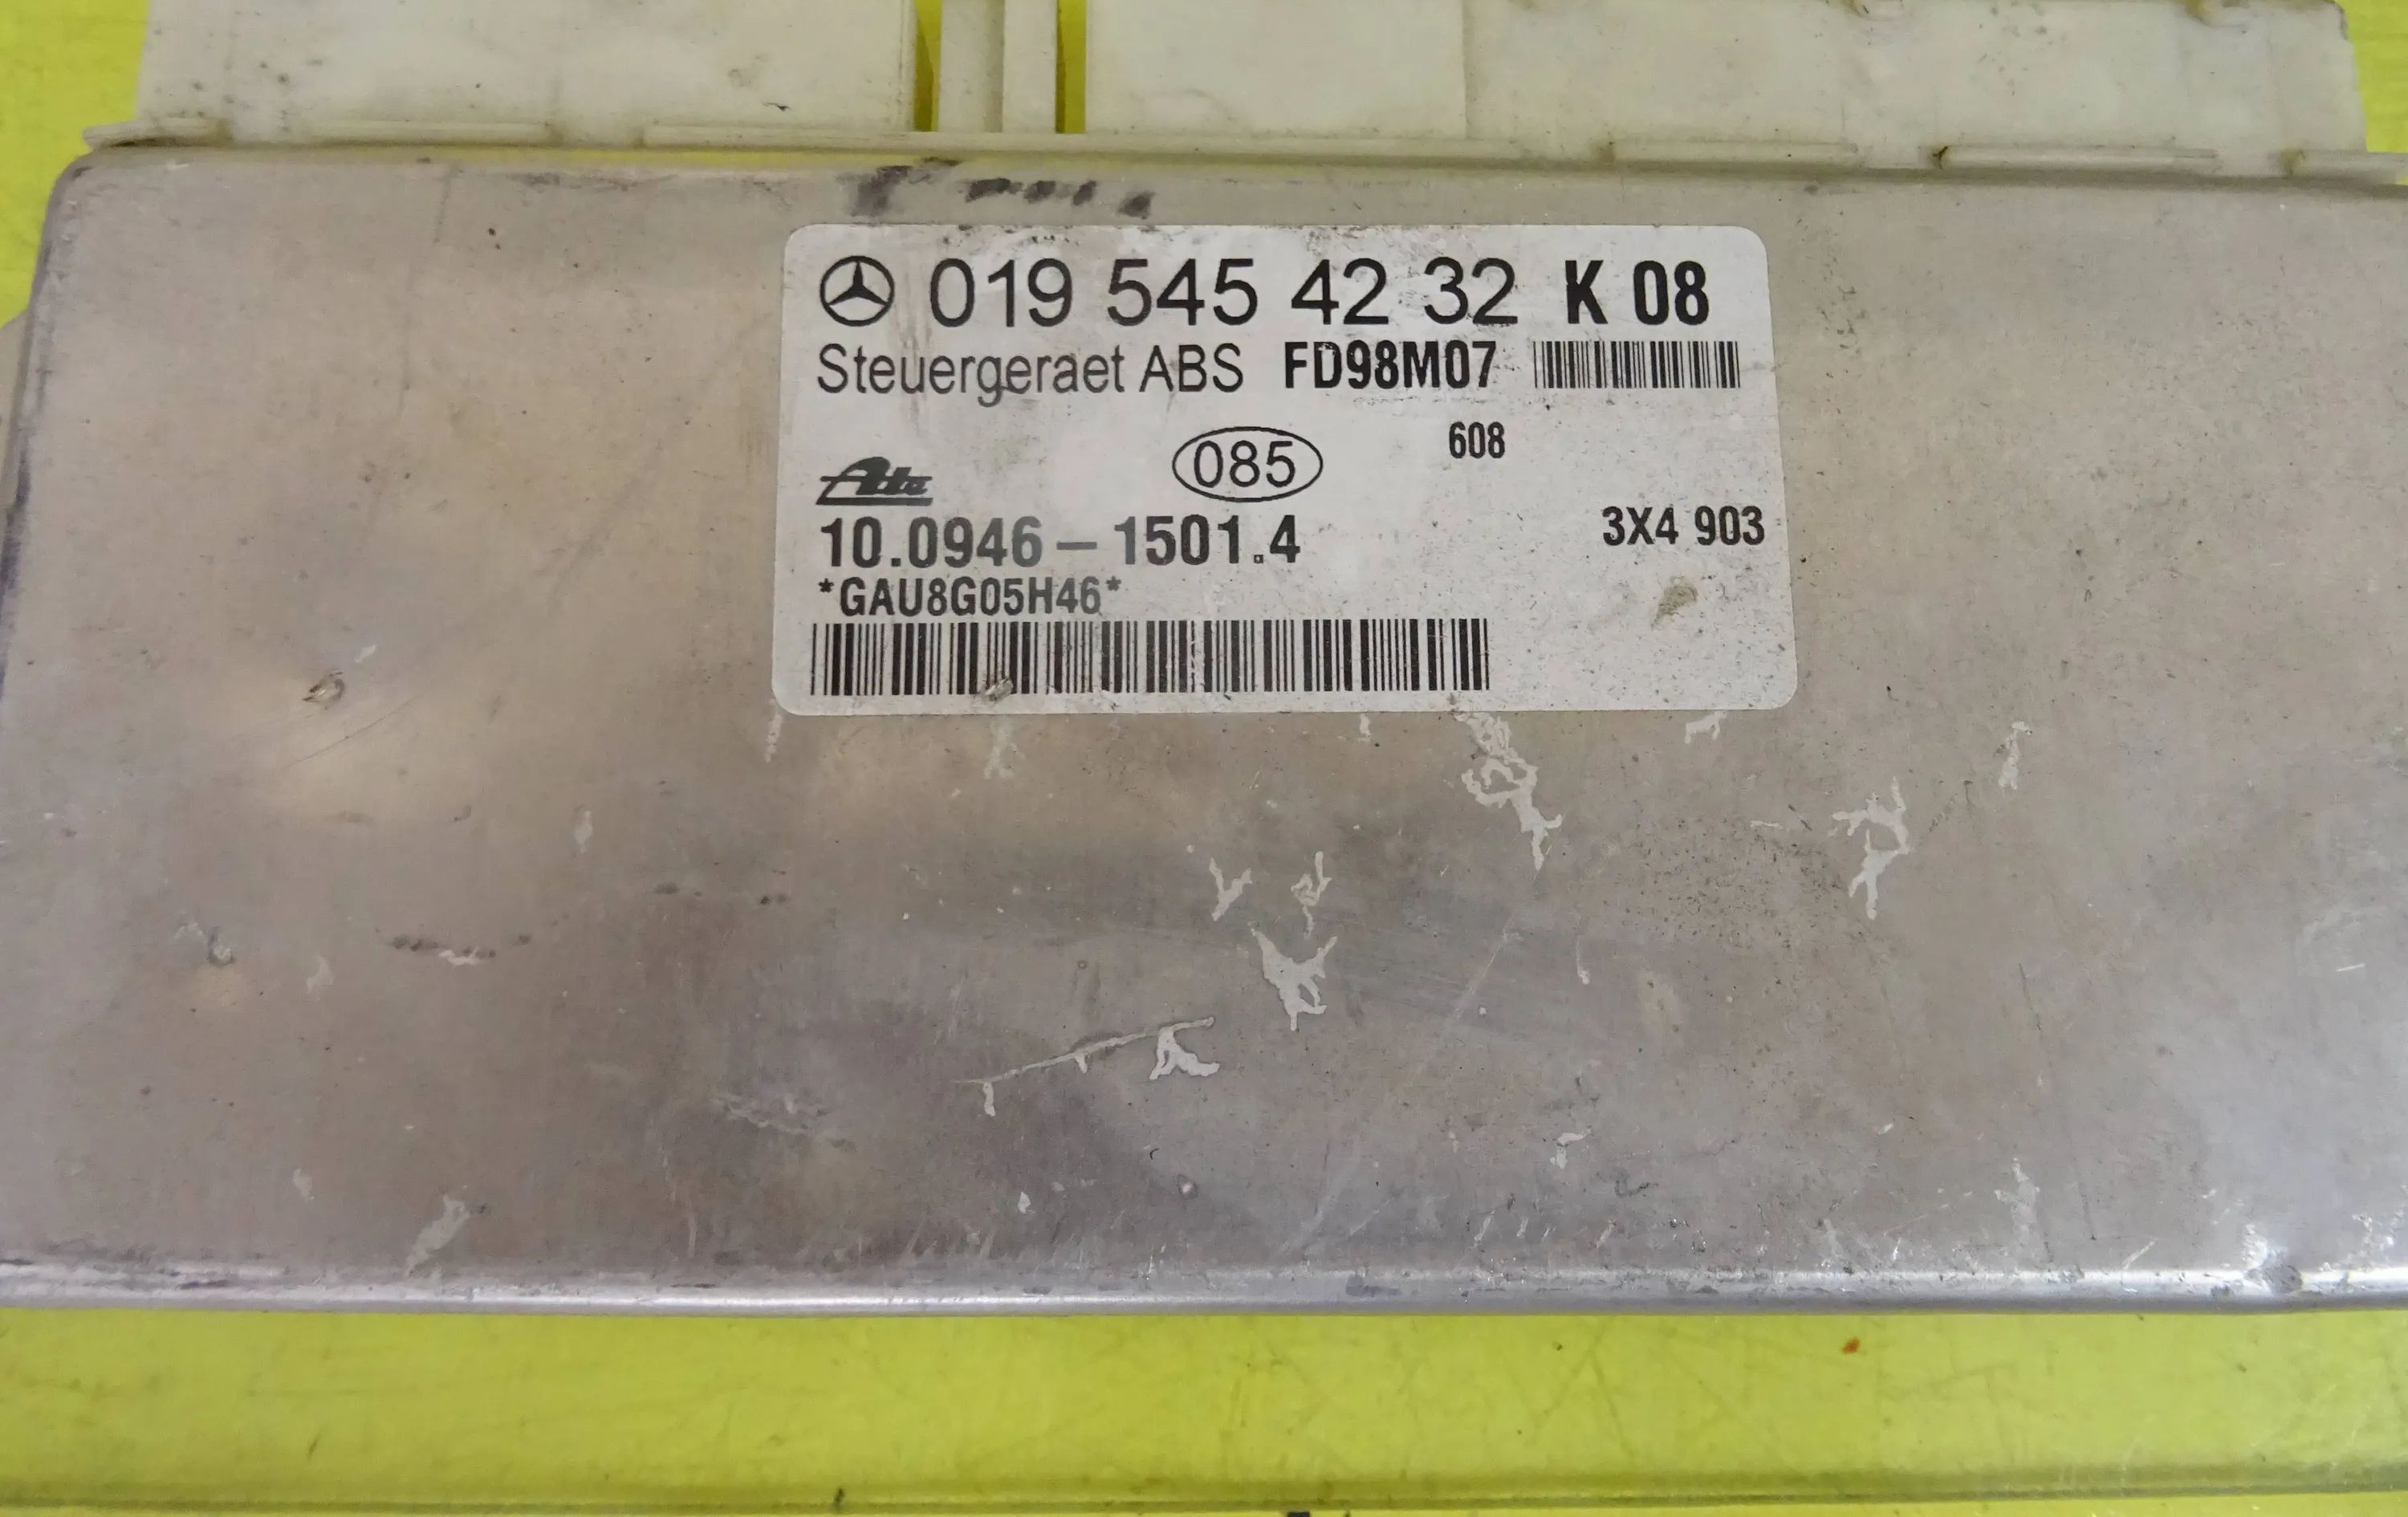 019 545 42 32 K 08
Steuergeraet ABS FD98M07
085 608
Ate
10.0946-1501.4 3X4 903
*GAU8G05H46*